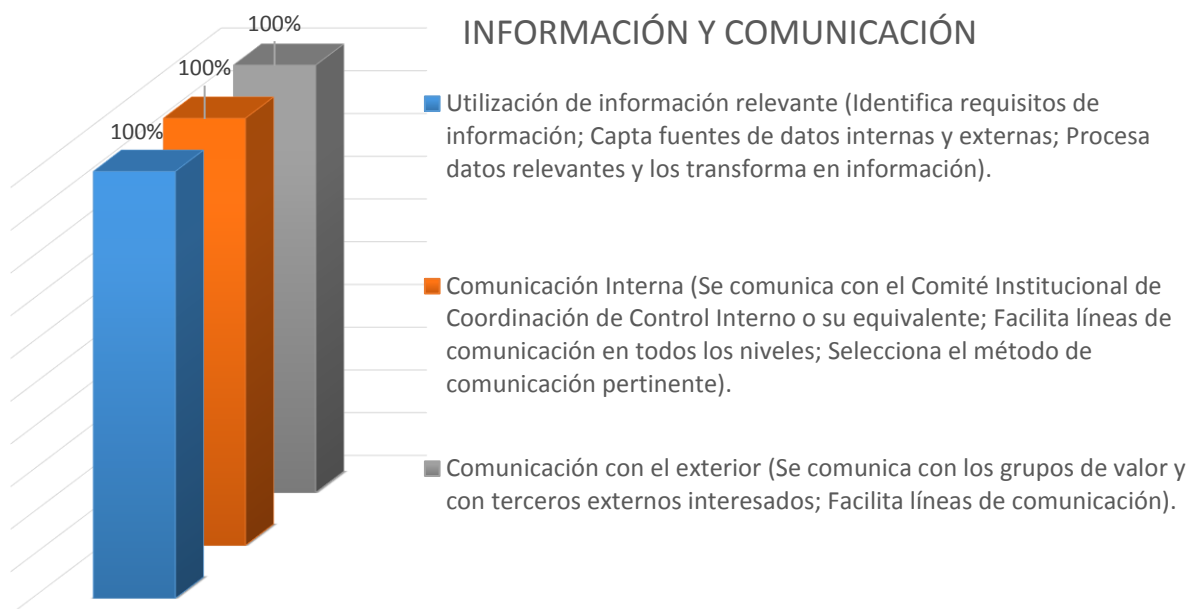 INFORMACIÓN Y COMUNICACIÓN
100%
100%
100%
Utilización de información relevante (Identifica requisitos de
información; Capta fuentes de datos internas y externas; Procesa
datos relevantes y los transforma en información).
Comunicación Interna (Se comunica con el Comité Institucional de
Coordinación de Control Interno o su equivalente; Facilita líneas de
comunicación en todos los niveles; Selecciona el método de
comunicación pertinente).
Comunicación con el exterior (Se comunica con los grupos de valor y
con terceros externos interesados; Facilita líneas de comunicación).